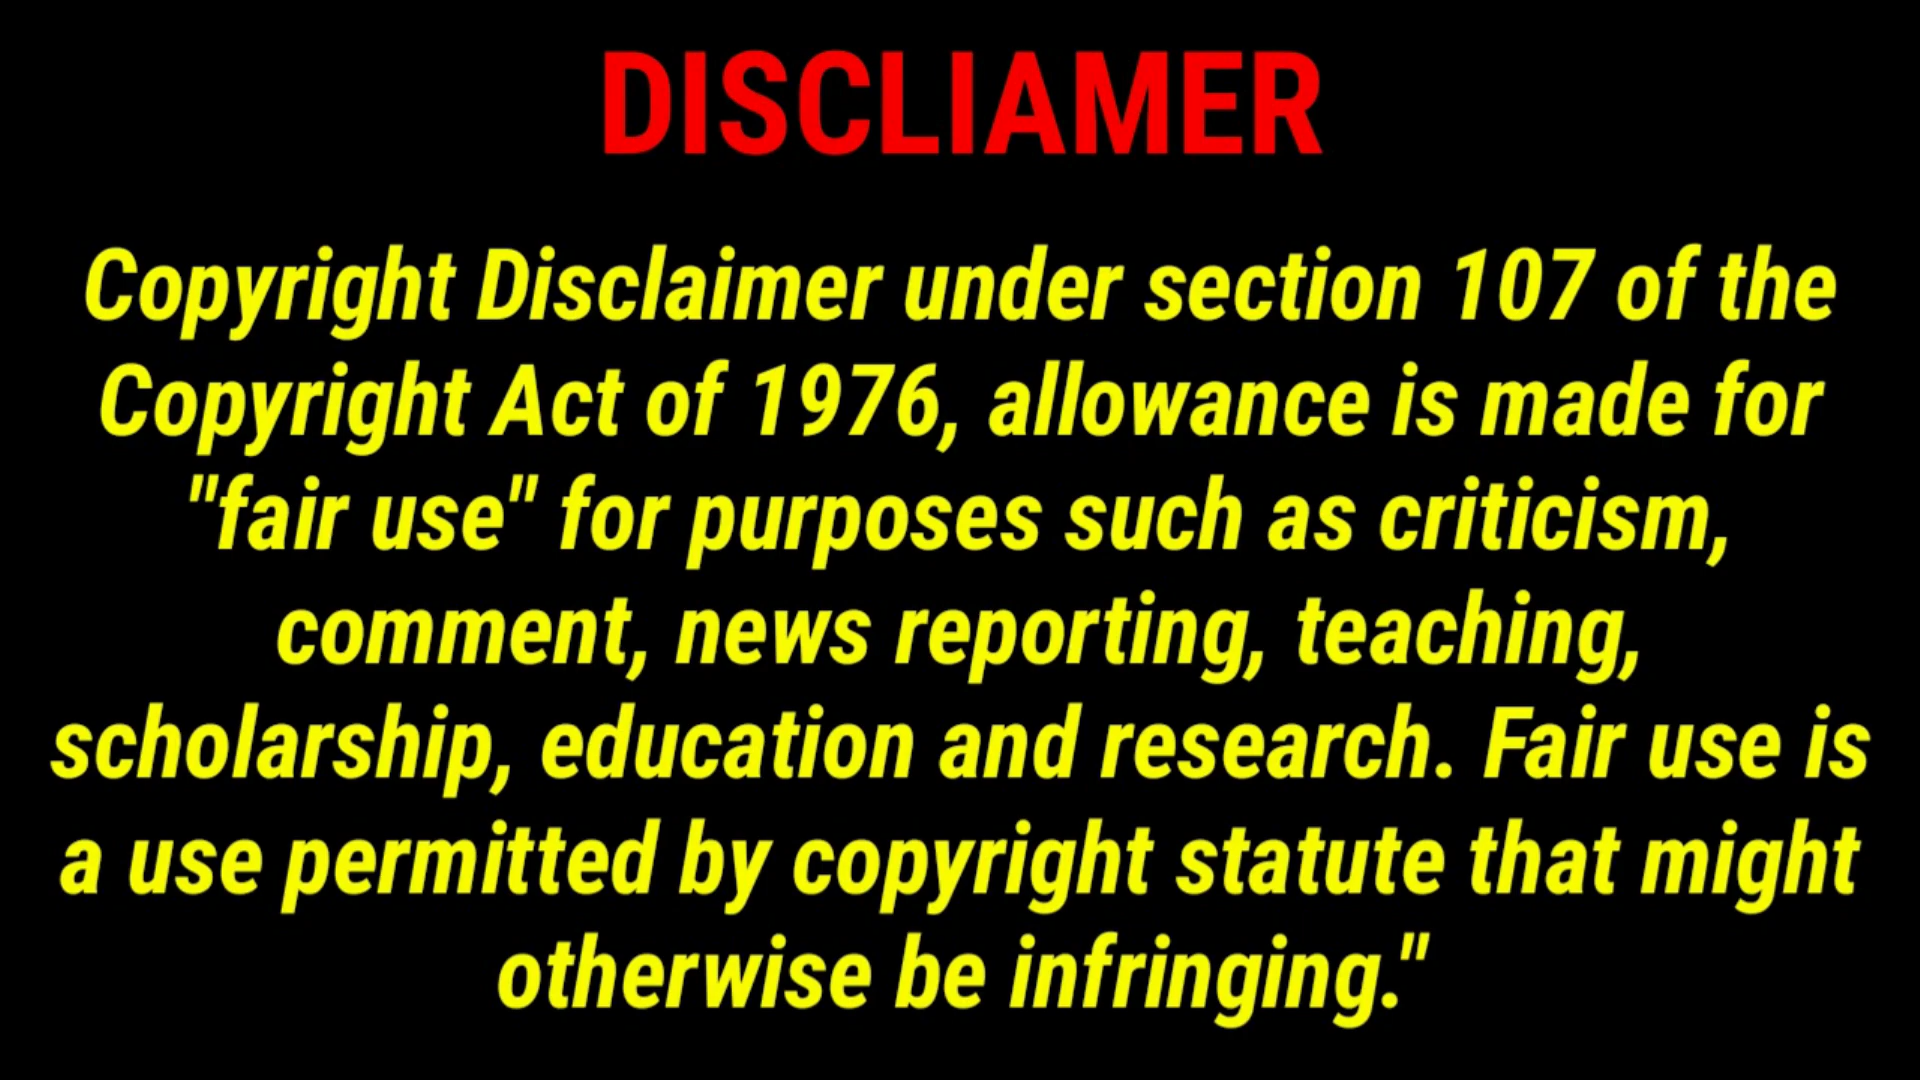 DISCLIAMER
Copyright Disclaimer under section 107 of the
Copyright Act of 1976, allowance is made for
"fair use" for purposes such as criticism,
comment, news reporting, teaching,
scholarship, education and research. Fair use is
a use permitted by copyright statute that might
otherwise be infringing."